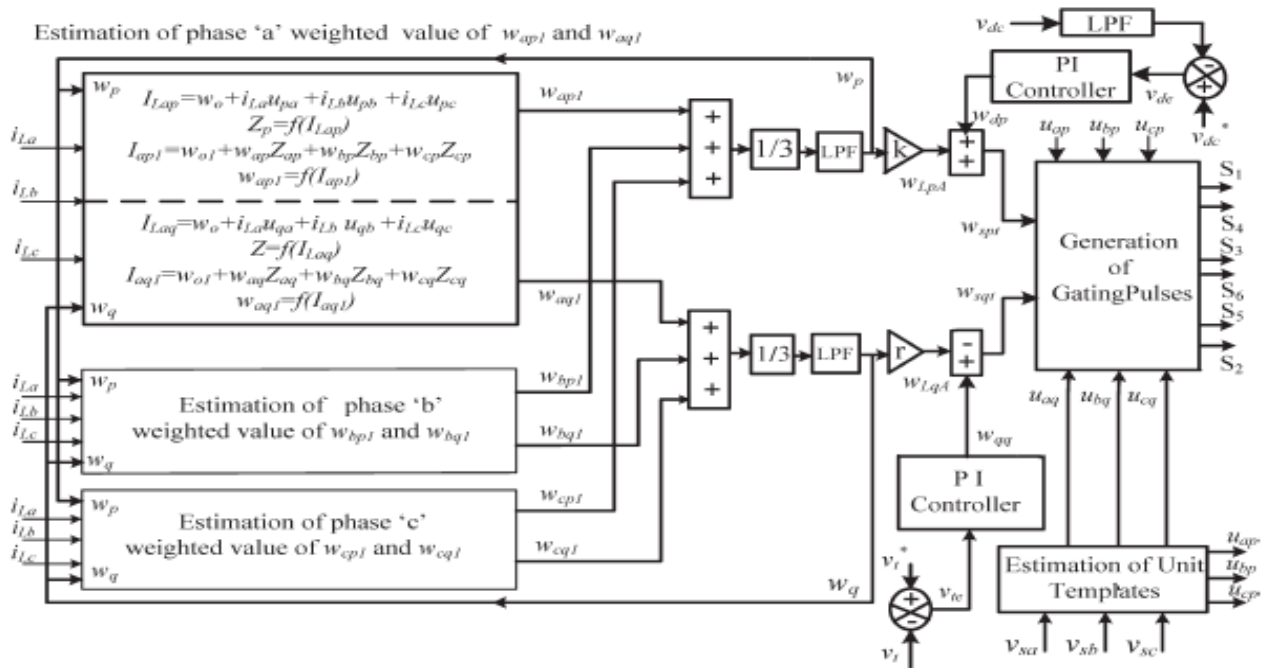 Estimation of phase ‘a’ weighted value of w_ap1 and w_aq1
w_p
I_Lap=w_o+i_La u_pa +i_Lb u_pb +i_Lc u_pc
Z_p=f(I_Lap)
I_ap1=w_o1+w_ap Z_ap+w_bp Z_bp+w_cp Z_cp
w_ap1=f(I_ap1)
I_Laq=w_o+i_La u_qa+i_Lb u_qb +i_Lc u_qc
Z=f(I_Laq)
I_aq1=w_o1+w_aq Z_aq+w_bq Z_bq+w_cq Z_cq
w_aq1=f(I_aq1)
w_q
i_La
i_Lb
i_Lc
w_ap1
w_aq1
i_La
i_Lb
i_Lc
w_p
w_q
Estimation of phase ‘b’
weighted value of w_bp1 and w_bq1
w_bp1
w_bq1
i_La
i_Lb
i_Lc
w_p
w_q
Estimation of phase ‘c’
weighted value of w_cp1 and w_cq1
w_cp1
w_cq1
+
+
+
1/3
LPF
w_p
k
w_LpA
+
+
w_dp
PI
Controller
v_de
v_dc
LPF
-
+
v_dc*
w_spt
+
+
+
1/3
LPF
w_q
r
w_LqA
-
+
w_sqt
w_qq
P I
Controller
v_te
v_t*
+
-
v_t
u_ap
u_bp
u_cp
Generation
of
GatingPulses
S1
S4
S3
S6
S5
S2
u_aq
u_bq
u_cq
Estimation of Unit
Templates
u_ap,
u_bp
u_cp,
v_sa
v_sb
v_sc